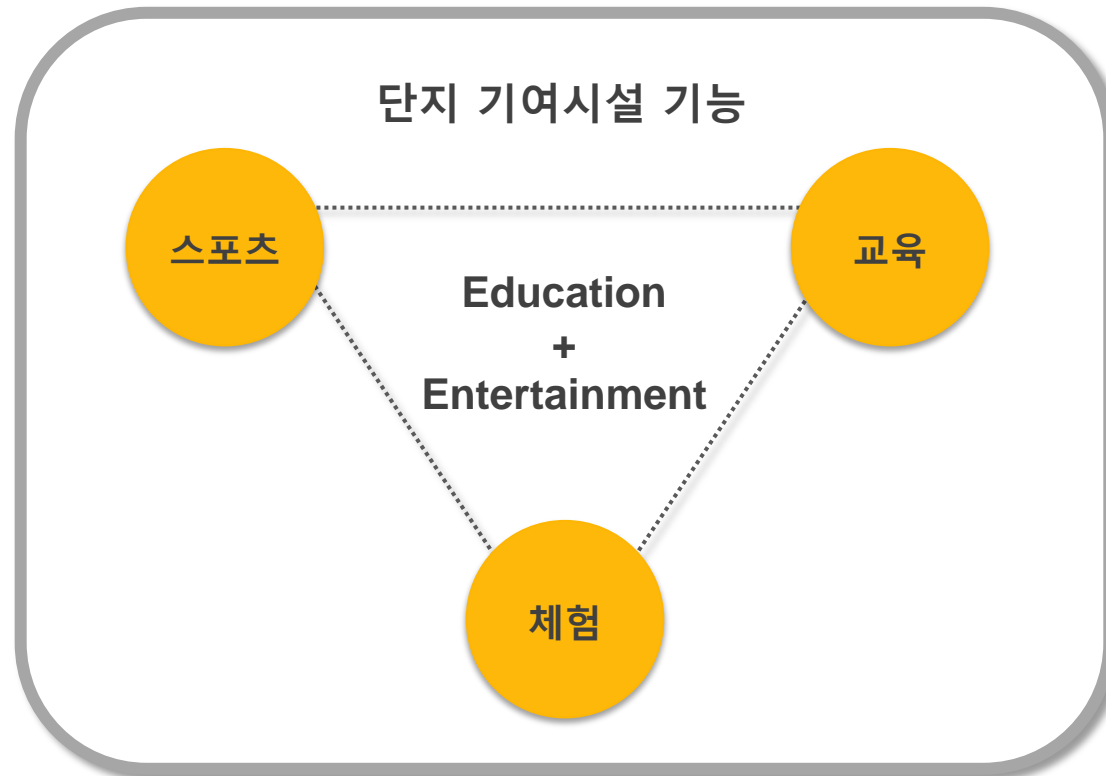 단지 기여시설 기능
스포츠
교육
Education
+
Entertainment
체험